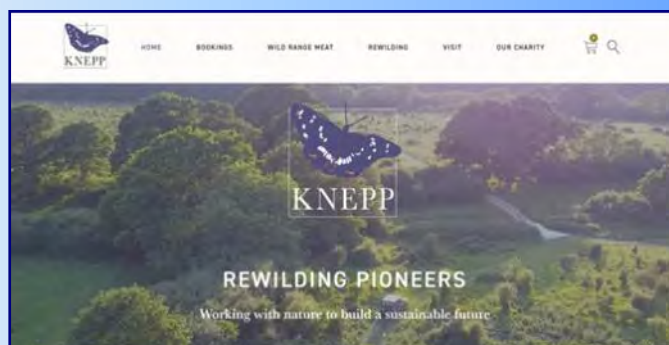 KNEPP
HOME BOOKINGS WILD RANGE MEAT REWILDING VISIT OUR CHARITY
KNEPP
REWILDING PIONEERS
Working with nature to build a sustainable future